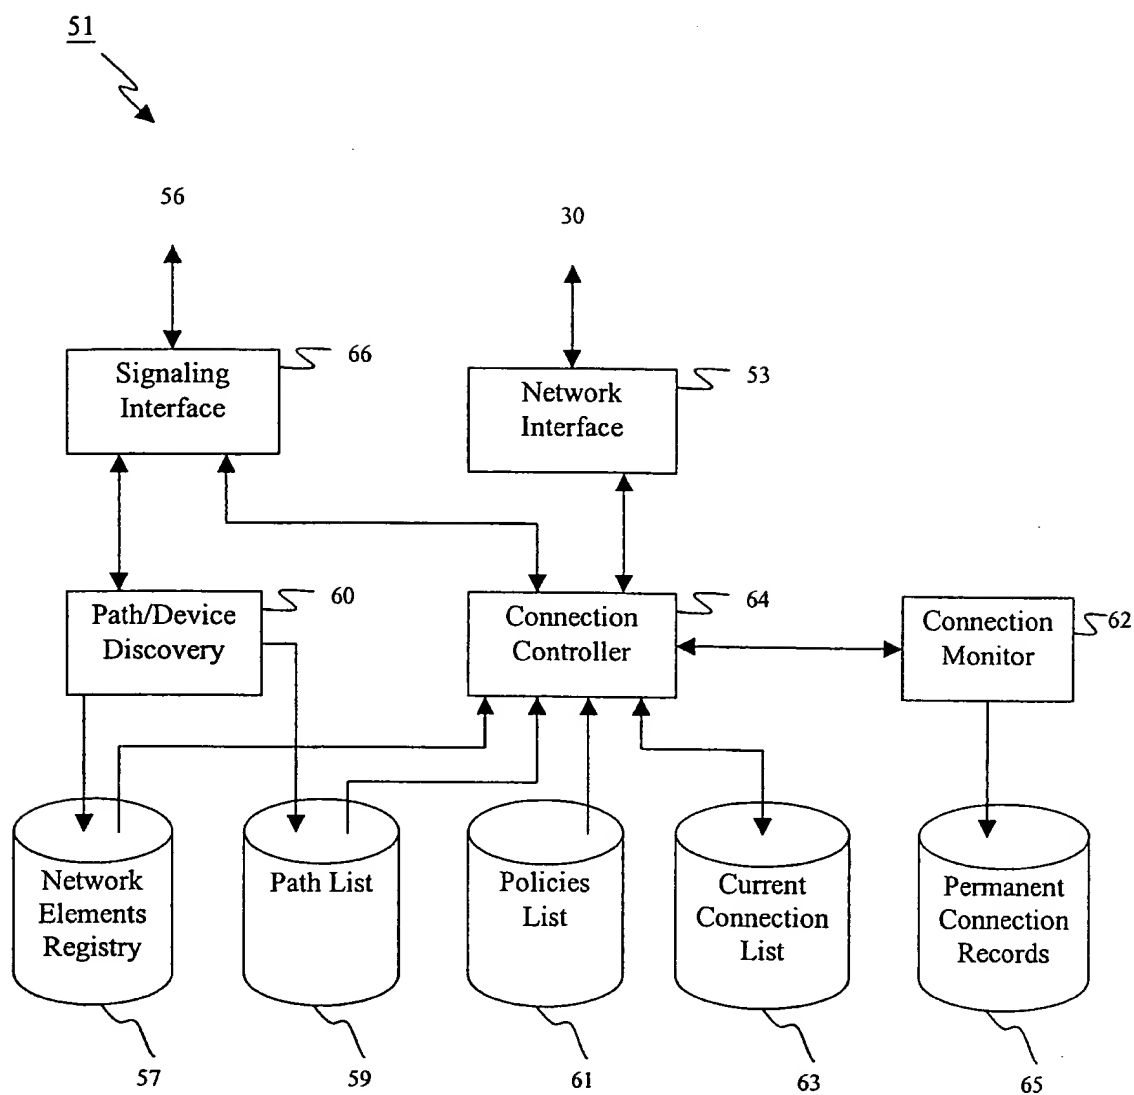 51
56
30
Signaling
Interface
66
Network
Interface
53
Path/Device
Discovery
60
Connection
Controller
64
Connection
Monitor
62
Network
Elements
Registry
Path List
Policies
List
Current
Connection
List
Permanent
Connection
Records
57
59
61
63
65